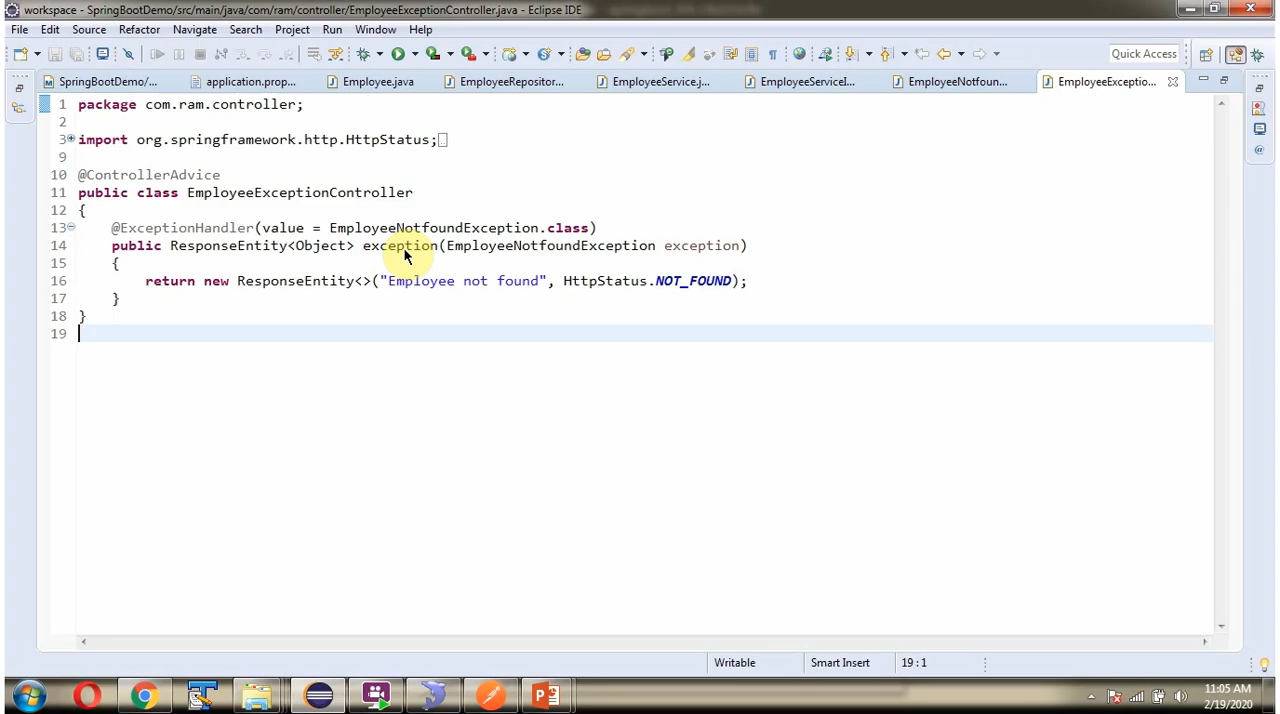 workspace - SpringBootDemo/src/main/java/com/ram/controller/EmployeeExceptionController.java - Eclipse IDE
File Edit Source Refactor Navigate Search Project Run Window Help
Quick Access
SpringBootDemo/... application.prop... Employee.java EmployeeRepositor... EmployeeService.j... EmployeeServiceI... EmployeeNotfoun... EmployeeExceptio...
1 package com.ram.controller;
2
3 import org.springframework.http.HttpStatus;
9
10 @ControllerAdvice
11 public class EmployeeExceptionController
12 {
13 @ExceptionHandler(value = EmployeeNotfoundException.class)
14 public ResponseEntity<Object> exception(EmployeeNotfoundException exception)
15 {
16 return new ResponseEntity<>("Employee not found", HttpStatus.NOT_FOUND);
17 }
18 }
19
Writable Smart Insert 19 : 1
11:05 AM
2/19/2020